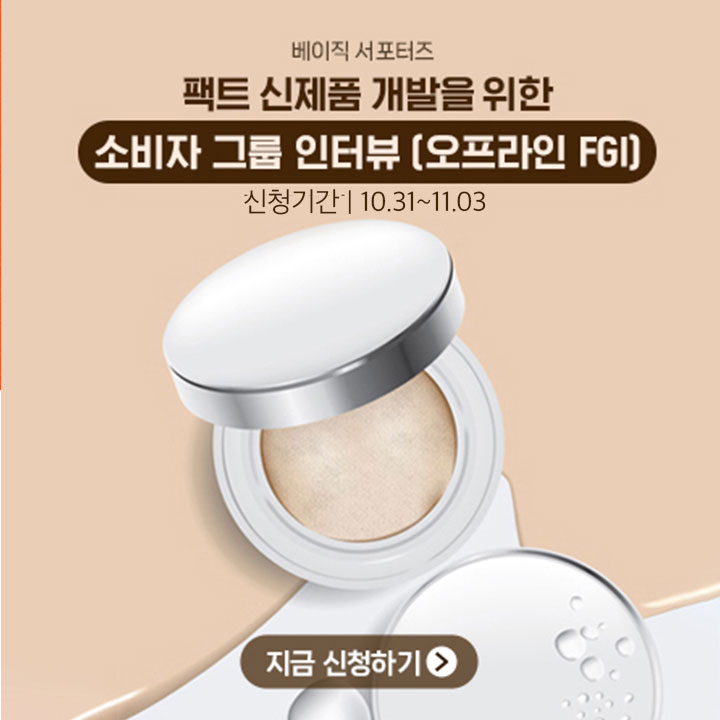 베이직 서포터즈
팩트 신제품 개발을 위한
소비자 그룹 인터뷰 (오프라인 FGI)
신청기간 | 10.31~11.03
지금 신청하기